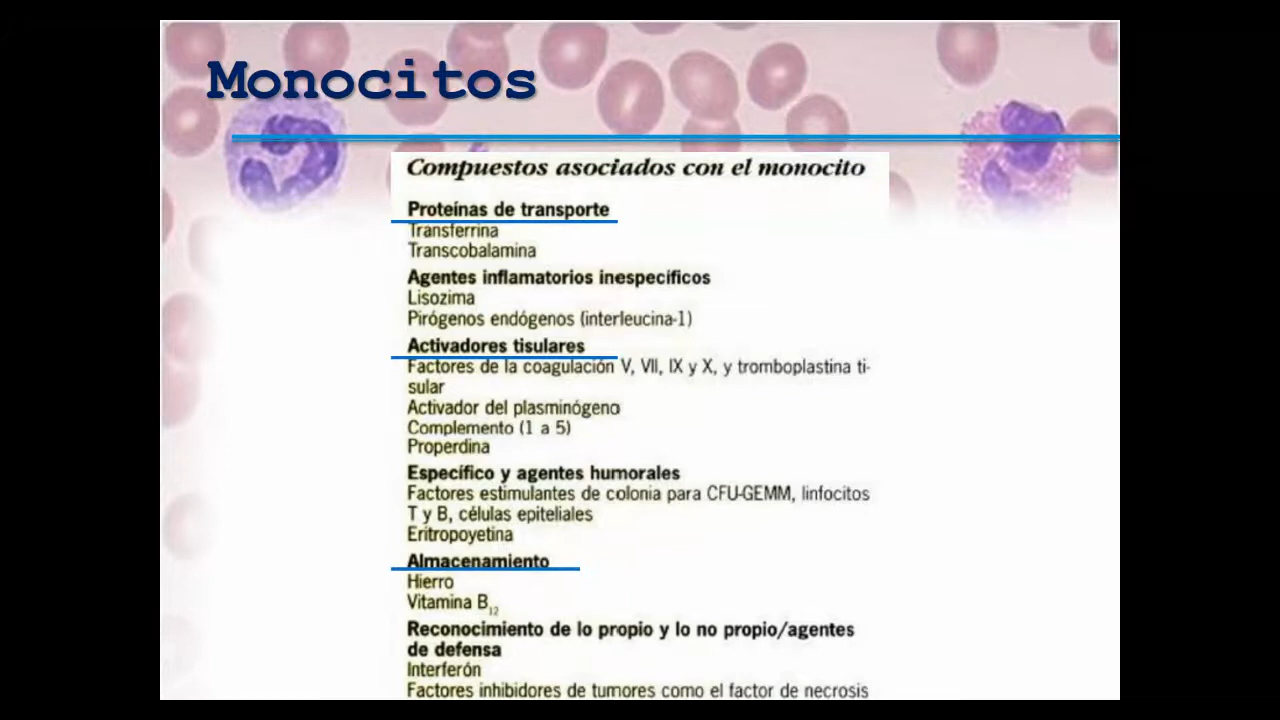 Monocitos
Compuestos asociados con el monocito
Proteínas de transporte
Transferrina
Transcobalamina
Agentes inflamatorios inespecíficos
Lisozima
Pirógenos endógenos (interleucina-1)
Activadores tisulares
Factores de la coagulación V, VII, IX y X, y tromboplastina ti-
sular
Activador del plasminógeno
Complemento (1 a 5)
Properdina
Específico y agentes humorales
Factores estimulantes de colonia para CFU-GEMM, linfocitos
T y B, células epiteliales
Eritropoyetina
Almacenamiento
Hierro
Vitamina B12
Reconocimiento de lo propio y lo no propio/agentes
de defensa
Interferón
Factores inhibidores de tumores como el factor de necrosis